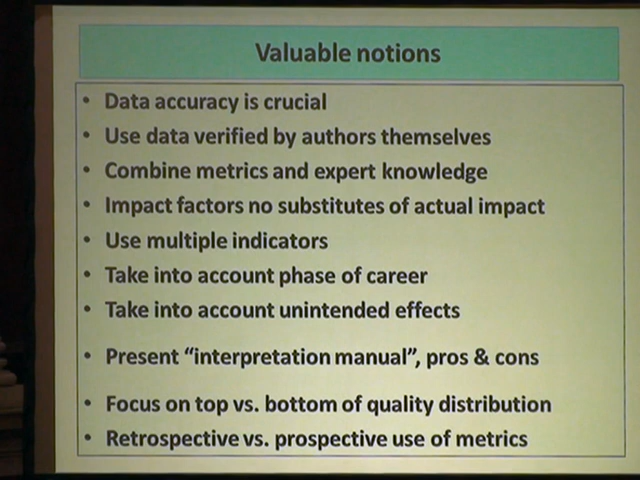 Valuable notions
• Data accuracy is crucial
• Use data verified by authors themselves
• Combine metrics and expert knowledge
• Impact factors no substitutes of actual impact
• Use multiple indicators
• Take into account phase of career
• Take into account unintended effects
• Present “interpretation manual”, pros & cons
• Focus on top vs. bottom of quality distribution
• Retrospective vs. prospective use of metrics